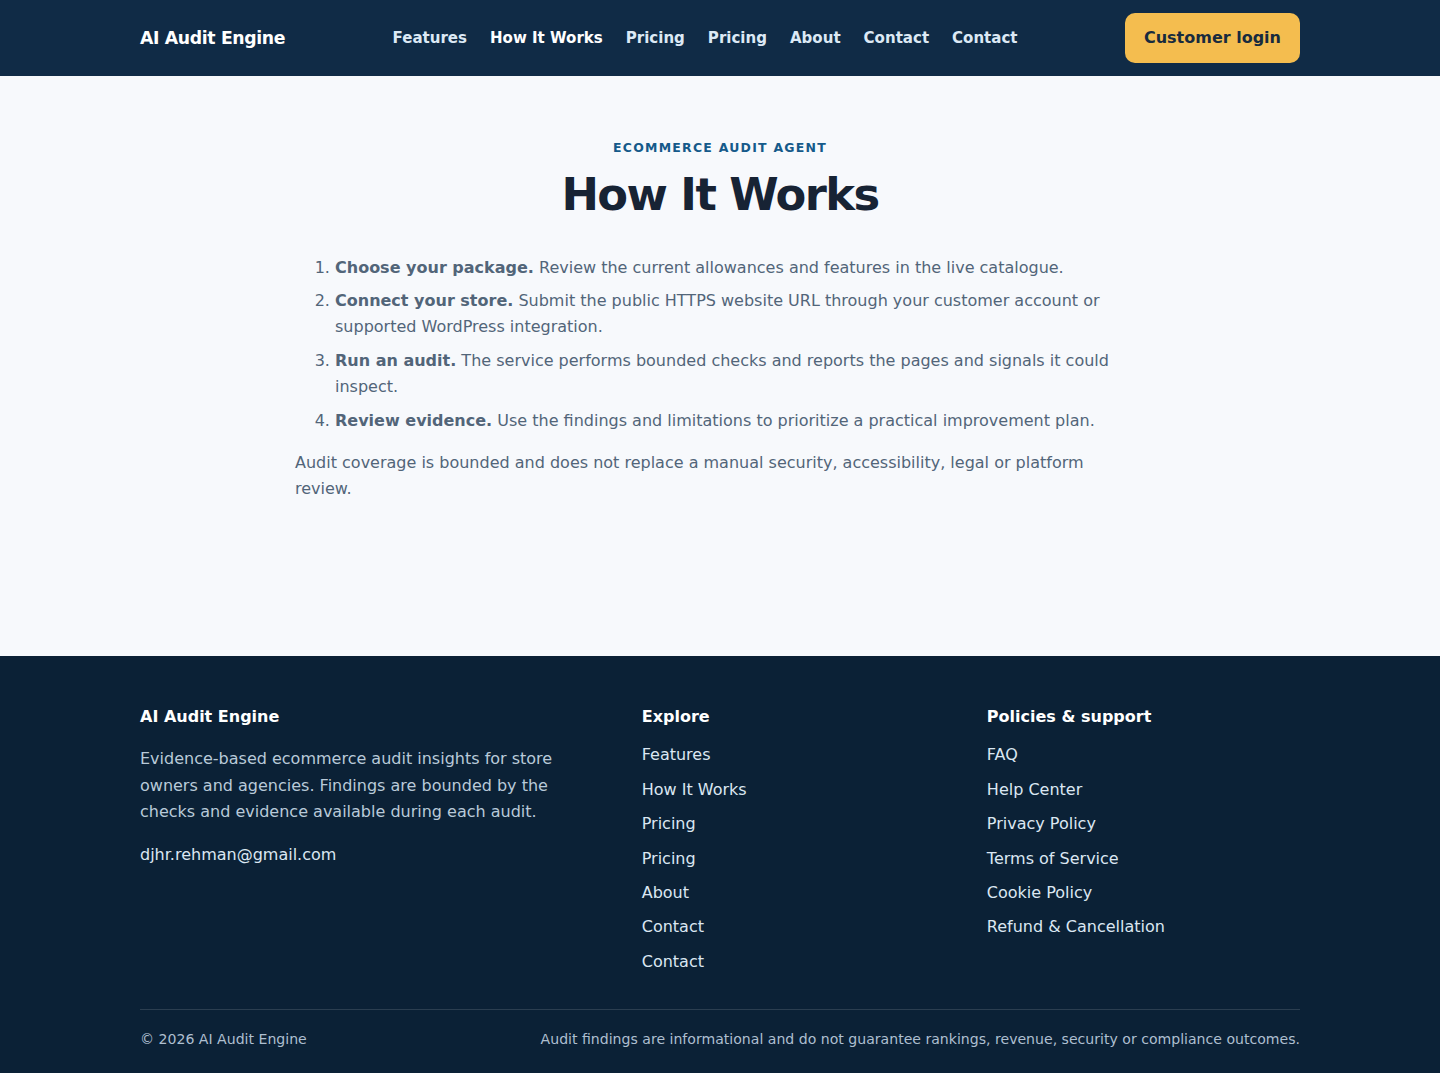 AI Audit Engine
Features How It Works Pricing Pricing About Contact Contact
Customer login
ECOMMERCE AUDIT AGENT
How It Works
1. Choose your package. Review the current allowances and features in the live catalogue.
2. Connect your store. Submit the public HTTPS website URL through your customer account or
supported WordPress integration.
3. Run an audit. The service performs bounded checks and reports the pages and signals it could
inspect.
4. Review evidence. Use the findings and limitations to prioritize a practical improvement plan.
Audit coverage is bounded and does not replace a manual security, accessibility, legal or platform
review.
AI Audit Engine
Evidence-based ecommerce audit insights for store
owners and agencies. Findings are bounded by the
checks and evidence available during each audit.
djhr.rehman@gmail.com
Explore
Features
How It Works
Pricing
Pricing
About
Contact
Contact
Policies & support
FAQ
Help Center
Privacy Policy
Terms of Service
Cookie Policy
Refund & Cancellation
© 2026 AI Audit Engine
Audit findings are informational and do not guarantee rankings, revenue, security or compliance outcomes.